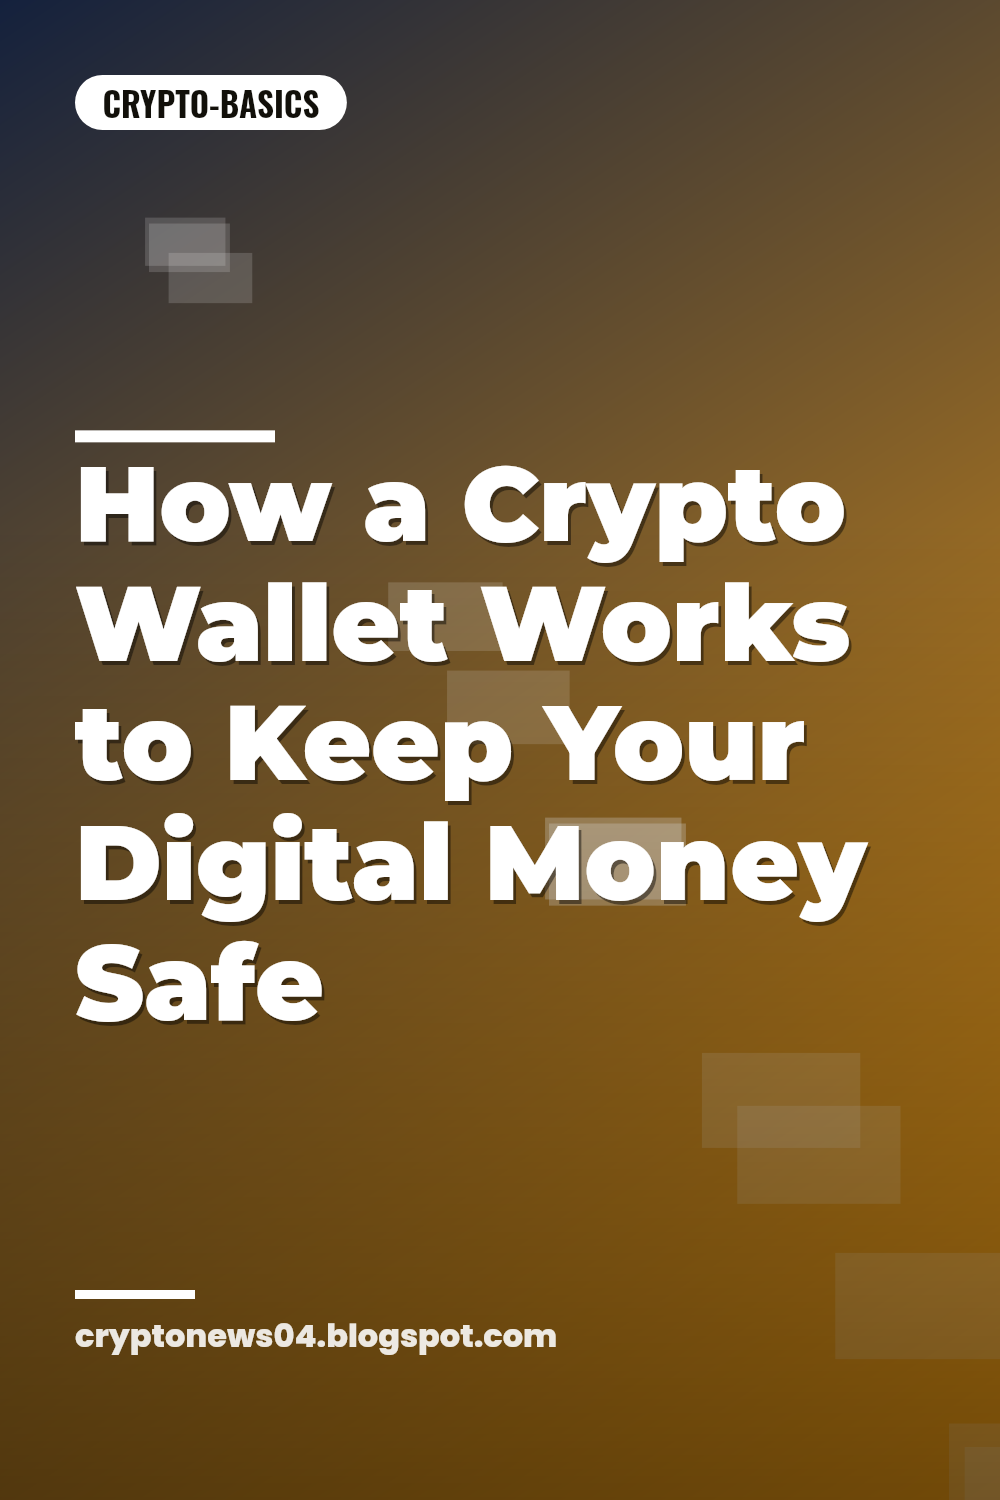 CRYPTO-BASICS
How a Crypto
Wallet Works
to Keep Your
Digital Money
Safe
cryptonews04.blogspot.com